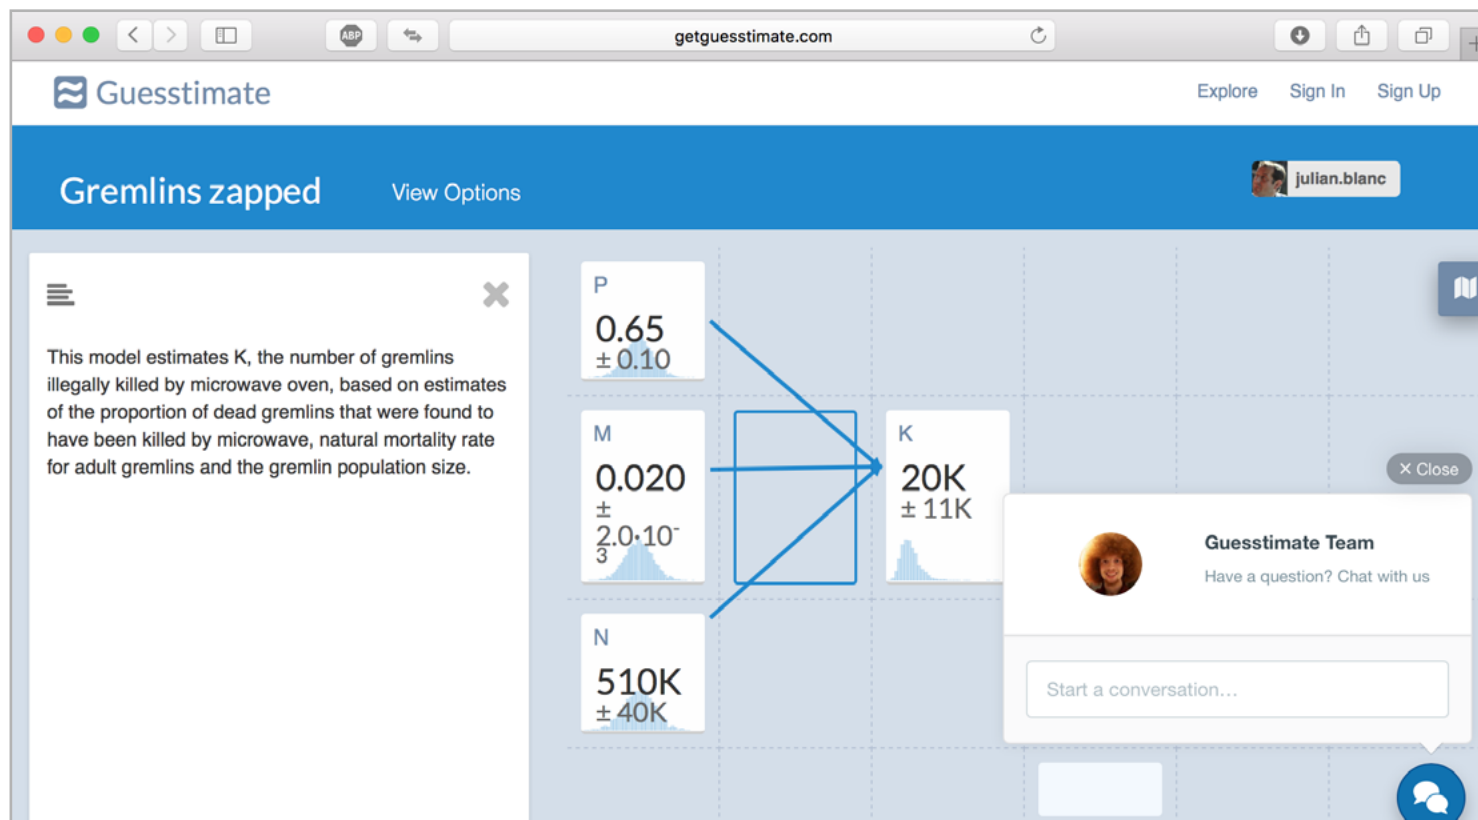 ABP
getguesstimate.com
Guesstimate
Explore
Sign In
Sign Up
Gremlins zapped
View Options
julian.blanc
This model estimates K, the number of gremlins
illegally killed by microwave oven, based on estimates
of the proportion of dead gremlins that were found to
have been killed by microwave, natural mortality rate
for adult gremlins and the gremlin population size.
P
0.65
± 0.10
M
0.020
±
2.0·10-
3
K
20K
± 11K
N
510K
± 40K
× Close
Guesstimate Team
Have a question? Chat with us
Start a conversation...